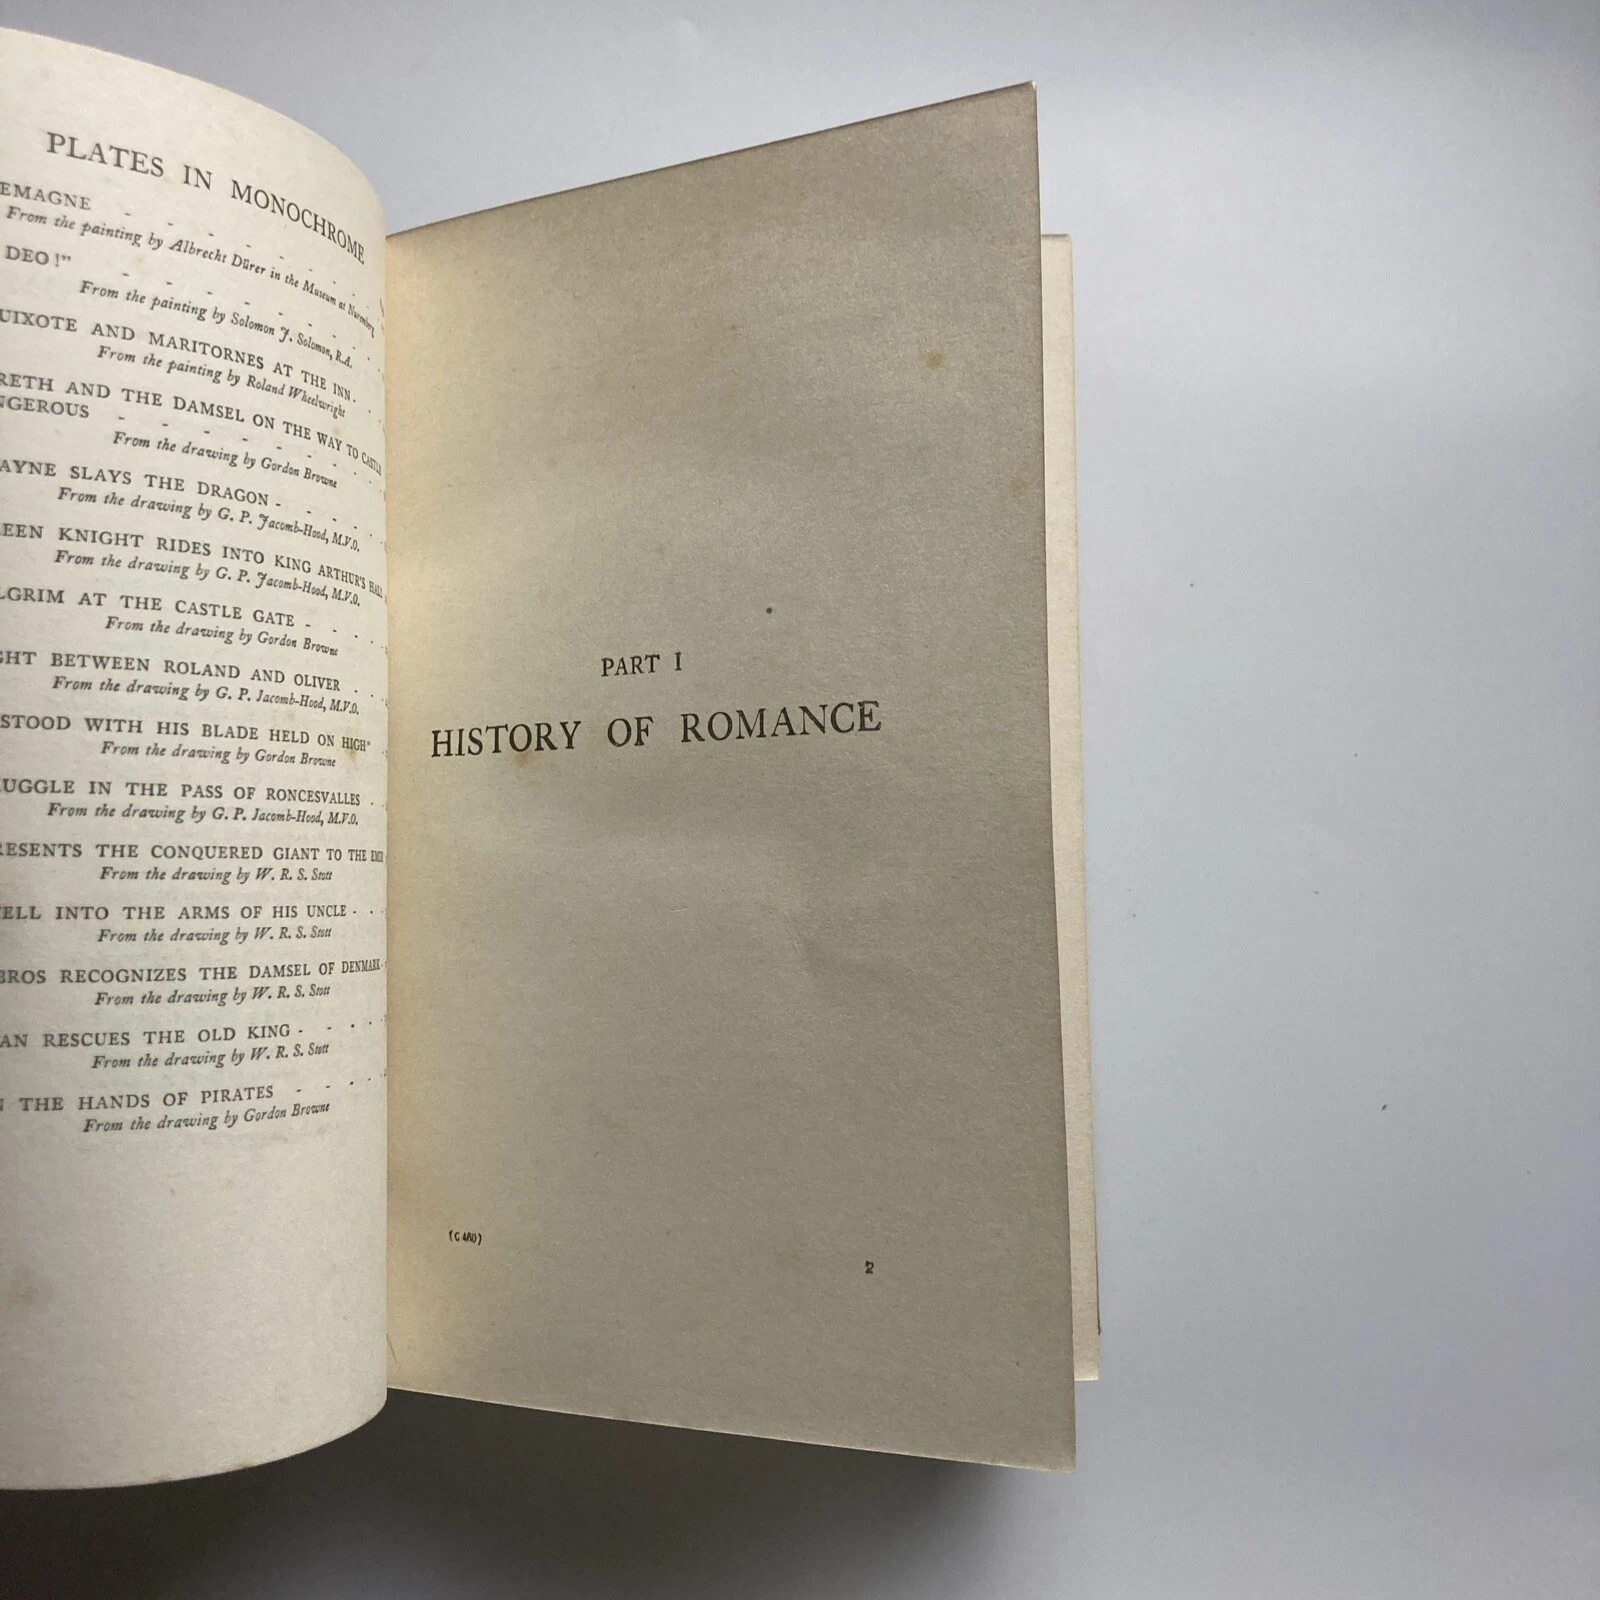 PLATES IN MONOCHROME
EMAGNE
From the painting by Albrecht Dürer in the Museum at Nuremberg
DEO!"
From the painting by Solomon J. Solomon, R.A.
UIXOTE AND MARITORNES AT THE INN
From the painting by Roland Wheelwright
RETH AND THE DAMSEL ON THE WAY TO CASTLE
NGEROUS
From the drawing by Gordon Browne
AYNE SLAYS THE DRAGON
From the drawing by G. P. Jacomb-Hood, M.V.O.
EEN KNIGHT RIDES INTO KING ARTHUR'S HALL
From the drawing by G. P. Jacomb-Hood, M.V.O.
LGRIM AT THE CASTLE GATE
From the drawing by Gordon Browne
GHT BETWEEN ROLAND AND OLIVER
From the drawing by G. P. Jacomb-Hood, M.V.O.
STOOD WITH HIS BLADE HELD ON HIGH"
From the drawing by Gordon Browne
UGGLE IN THE PASS OF RONCESVALLES
From the drawing by G. P. Jacomb-Hood, M.V.O.
RESENTS THE CONQUERED GIANT TO THE EMIR
From the drawing by W. R. S. Stott
FELL INTO THE ARMS OF HIS UNCLE
From the drawing by W. R. S. Stott
BROS RECOGNIZES THE DAMSEL OF DENMARK
From the drawing by W. R. S. Stott
AN RESCUES THE OLD KING
From the drawing by W. R. S. Stott
N THE HANDS OF PIRATES
From the drawing by Gordon Browne
PART I
HISTORY OF ROMANCE
(C 460)
2